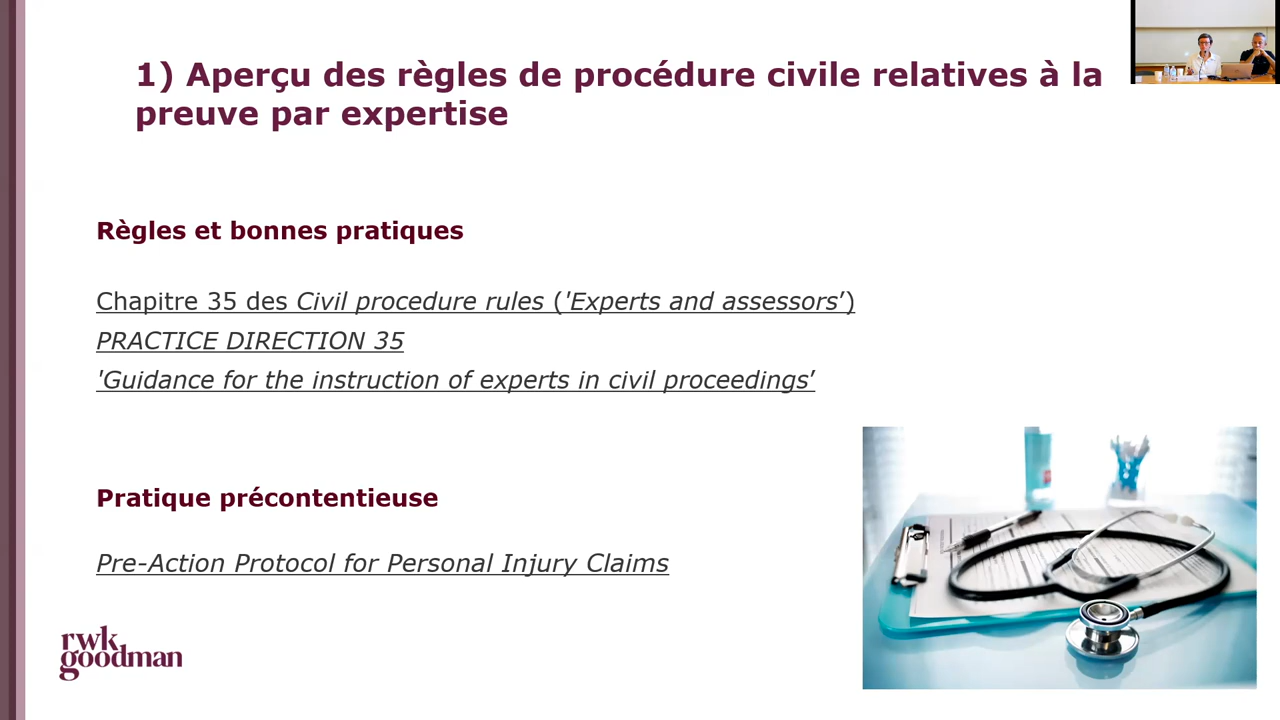 1) Aperçu des règles de procédure civile relatives à la
preuve par expertise
Règles et bonnes pratiques
Chapitre 35 des Civil procedure rules ('Experts and assessors’)
PRACTICE DIRECTION 35
'Guidance for the instruction of experts in civil proceedings’
Pratique précontentieuse
Pre-Action Protocol for Personal Injury Claims
rwk
goodman